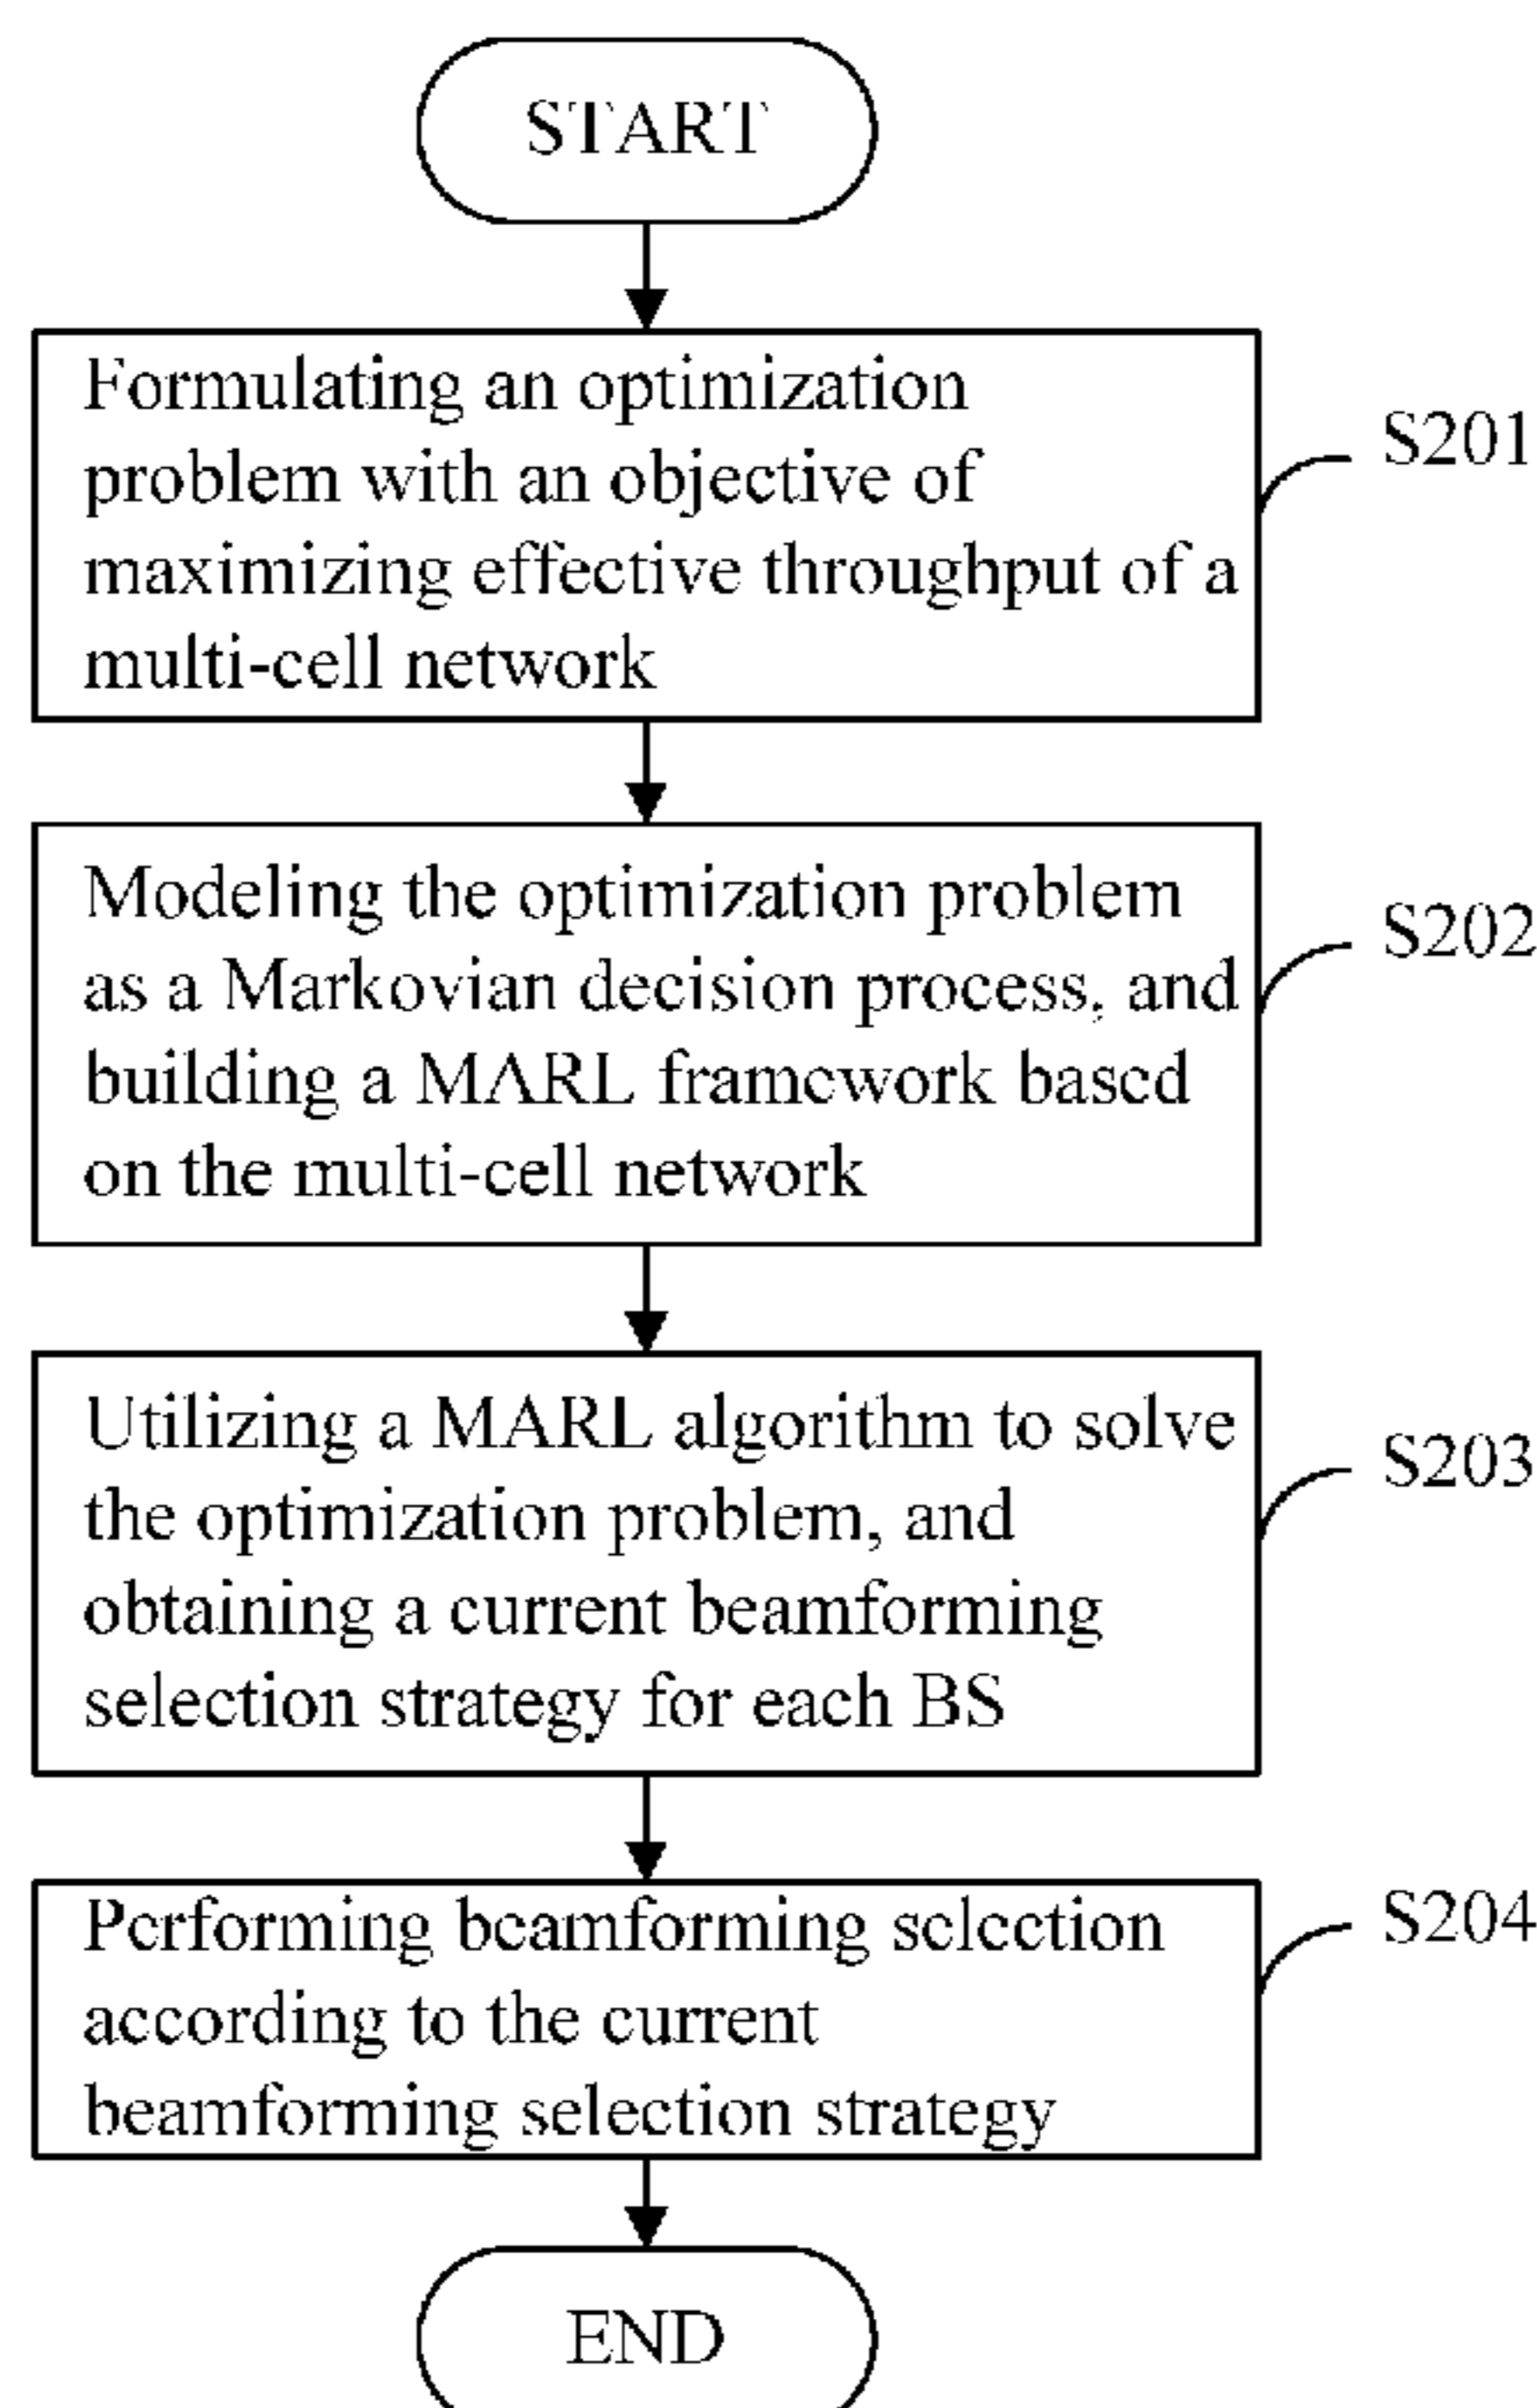 START
Formulating an optimization
problem with an objective of
maximizing effective throughput of a
multi-cell network
S201
Modeling the optimization problem
as a Markovian decision process, and
building a MARL framework based
on the multi-cell network
S202
Utilizing a MARL algorithm to solve
the optimization problem, and
obtaining a current beamforming
selection strategy for each BS
S203
Performing beamforming selection
according to the current
beamforming selection strategy
S204
END